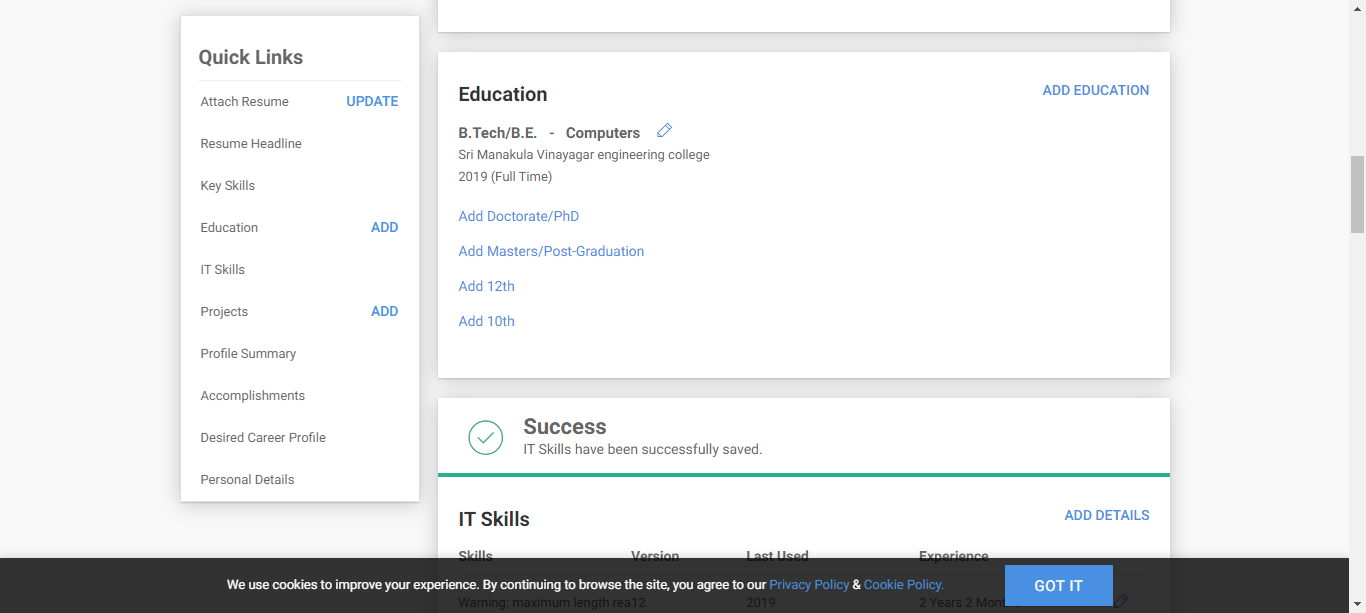 Quick Links
Attach Resume UPDATE
Resume Headline
Key Skills
Education ADD
IT Skills
Projects ADD
Profile Summary
Accomplishments
Desired Career Profile
Personal Details
Education ADD EDUCATION
B.Tech/B.E. - Computers
Sri Manakula Vinayagar engineering college
2019 (Full Time)
Add Doctorate/PhD
Add Masters/Post-Graduation
Add 12th
Add 10th
Success
IT Skills have been successfully saved.
IT Skills ADD DETAILS
Skills Version Last Used Experience
We use cookies to improve your experience. By continuing to browse the site, you agree to our Privacy Policy & Cookie Policy. GOT IT
Warning: maximum length rea12 2019 2 Years 2 Month